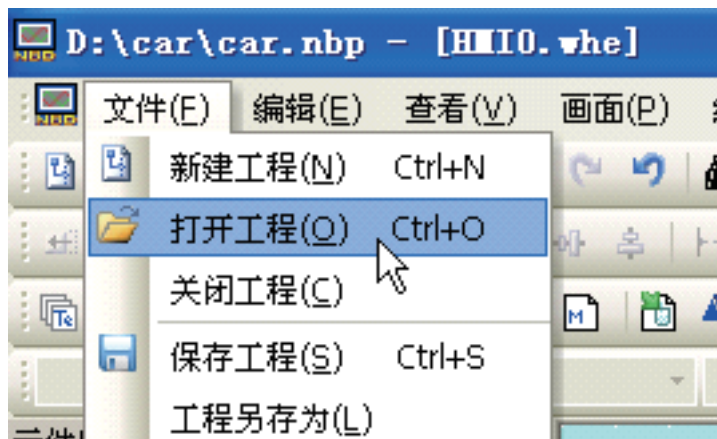 D:\car\car.nbp - [HMI0.whe]
文件(F) 编辑(E) 查看(V) 画面(P)
新建工程(N) Ctrl+N
打开工程(O) Ctrl+O
关闭工程(C)
保存工程(S) Ctrl+S
工程另存为(L)